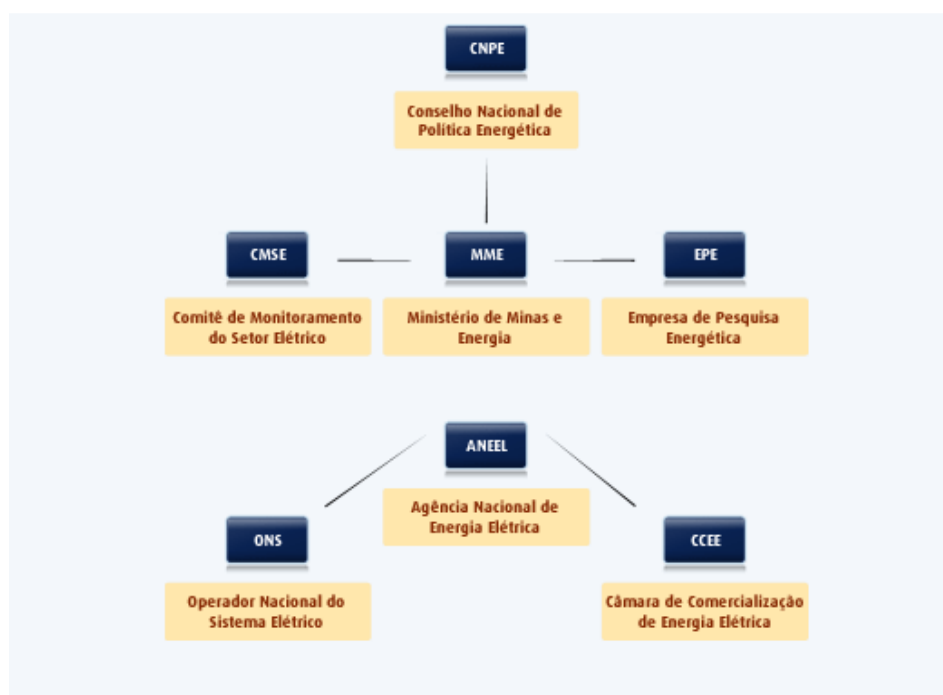 CNPE
Conselho Nacional de
Política Energética
CMSE
Comitê de Monitoramento
do Setor Elétrico
MME
Ministério de Minas e
Energia
EPE
Empresa de Pesquisa
Energética
ANEEL
Agência Nacional de
Energia Elétrica
ONS
Operador Nacional do
Sistema Elétrico
CCEE
Câmara de Comercialização
de Energia Elétrica